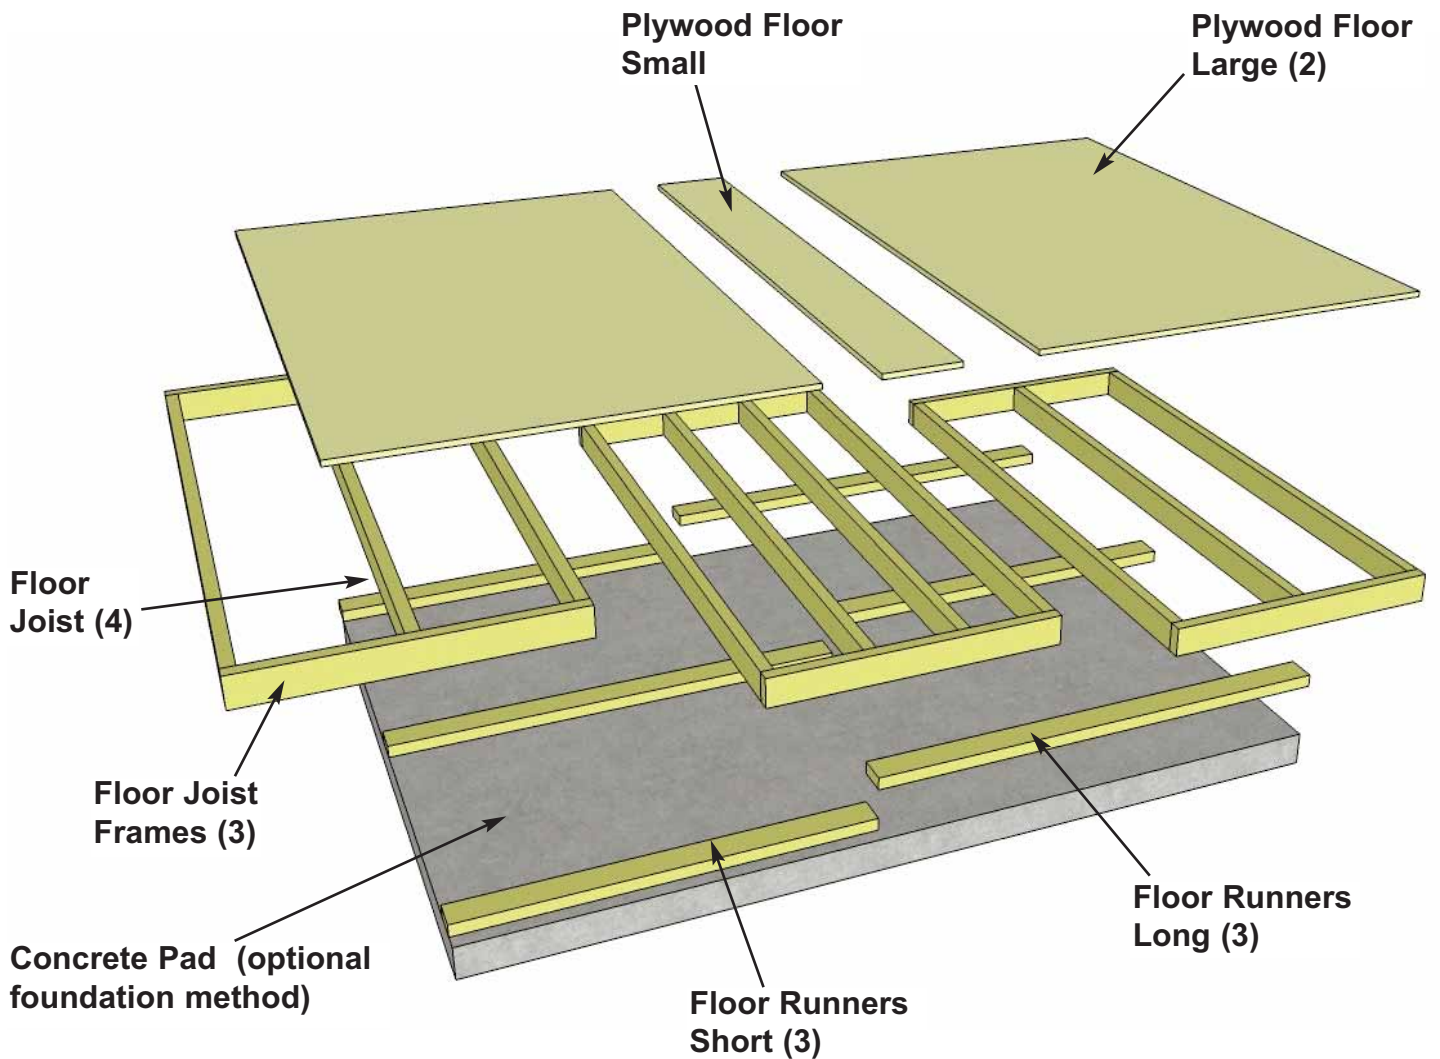 Plywood Floor
Small
Plywood Floor
Large (2)
Floor
Joist (4)
Floor Joist
Frames (3)
Concrete Pad  (optional
foundation method)
Floor Runners
Short (3)
Floor Runners
Long (3)